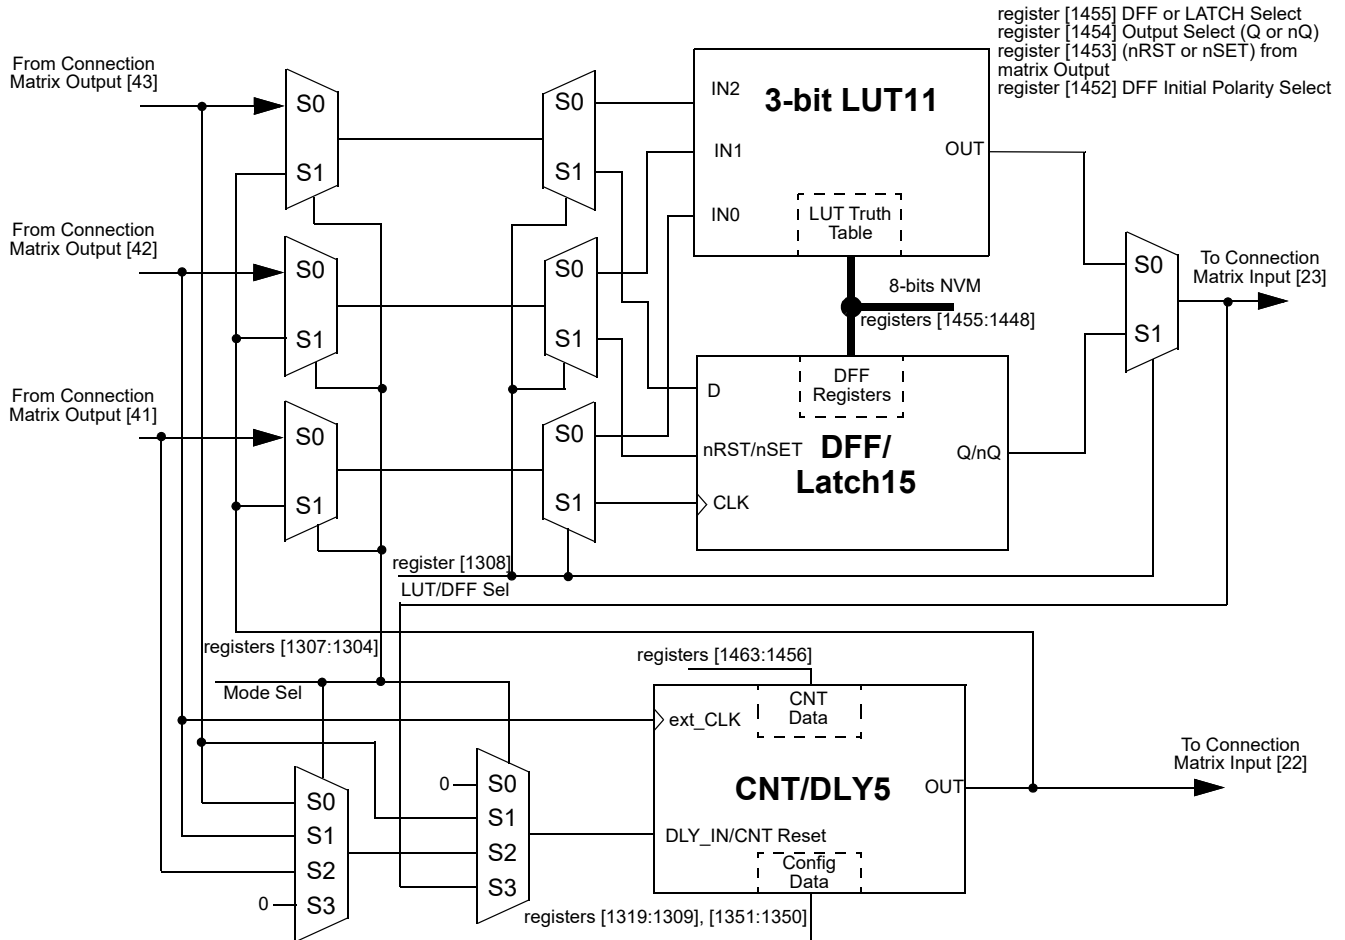 register [1455] DFF or LATCH Select
register [1454] Output Select (Q or nQ)
register [1453] (nRST or nSET) from
matrix Output
register [1452] DFF Initial Polarity Select
From Connection
Matrix Output [43]
S0
S1
S0
S1
IN2
IN1
IN0
3-bit LUT11
OUT
LUT Truth
Table
From Connection
Matrix Output [42]
S0
S1
S0
S1
8-bits NVM
registers [1455:1448]
S0
S1
To Connection
Matrix Input [23]
From Connection
Matrix Output [41]
S0
S1
S0
S1
D
nRST/nSET
CLK
DFF
Registers
DFF/
Latch15
Q/nQ
register [1308]
LUT/DFF Sel
registers [1307:1304]
Mode Sel
registers [1463:1456]
CNT
Data
ext_CLK
CNT/DLY5
OUT
To Connection
Matrix Input [22]
DLY_IN/CNT Reset
Config
Data
S0
S1
S2
0
S3
0
S0
S1
S2
S3
registers [1319:1309], [1351:1350]